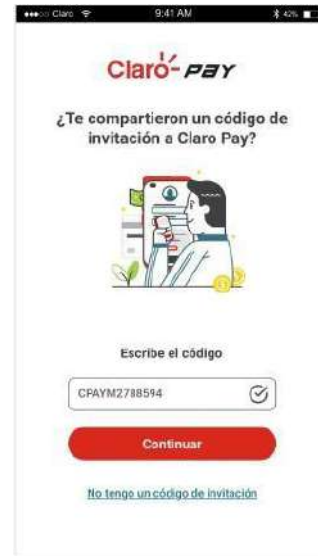 Claro 9:41 AM 42%
Claro-pay
¿Te compartieron un código de
invitación a Claro Pay?
Escribe el código
CPAYM2788594
Continuar
No tengo un código de invitación